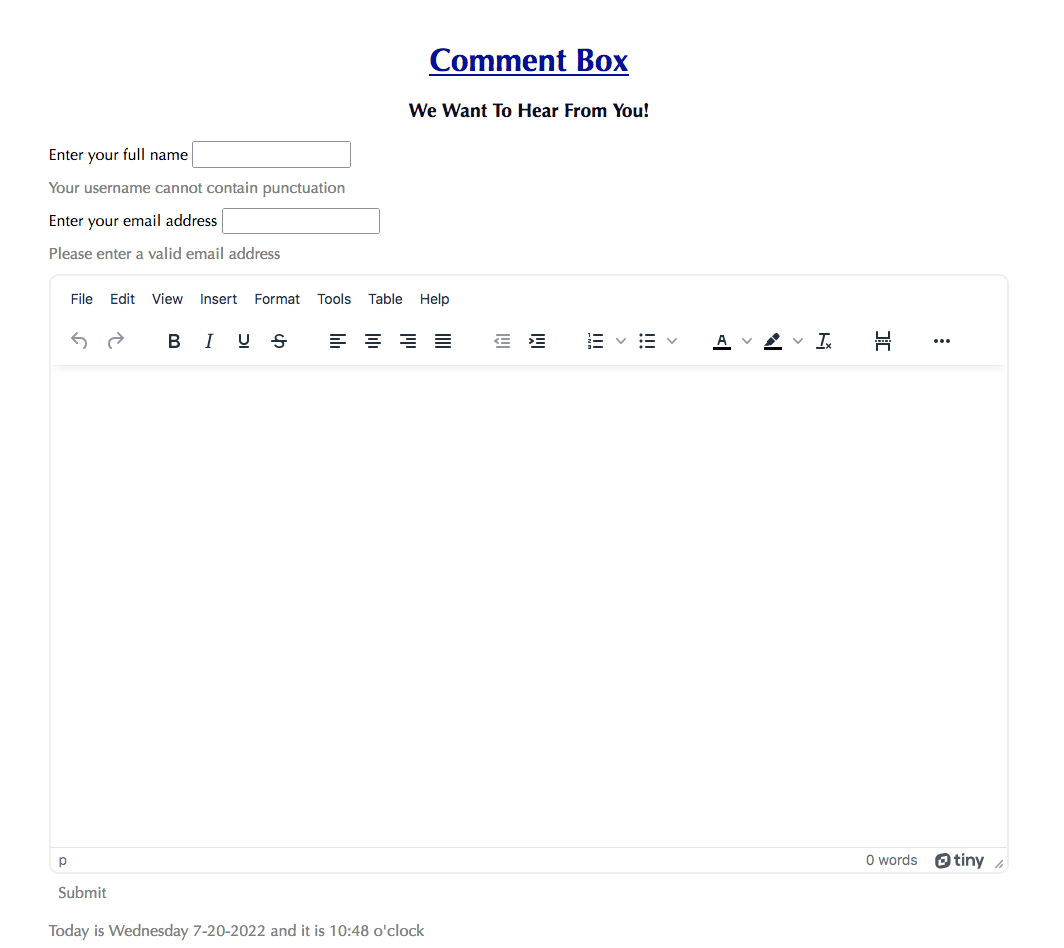 Comment Box
We Want To Hear From You!
Enter your full name
Your username cannot contain punctuation
Enter your email address
Please enter a valid email address
File Edit View Insert Format Tools Table Help
B I U S A
p 0 words tiny
Submit
Today is Wednesday 7-20-2022 and it is 10:48 o'clock